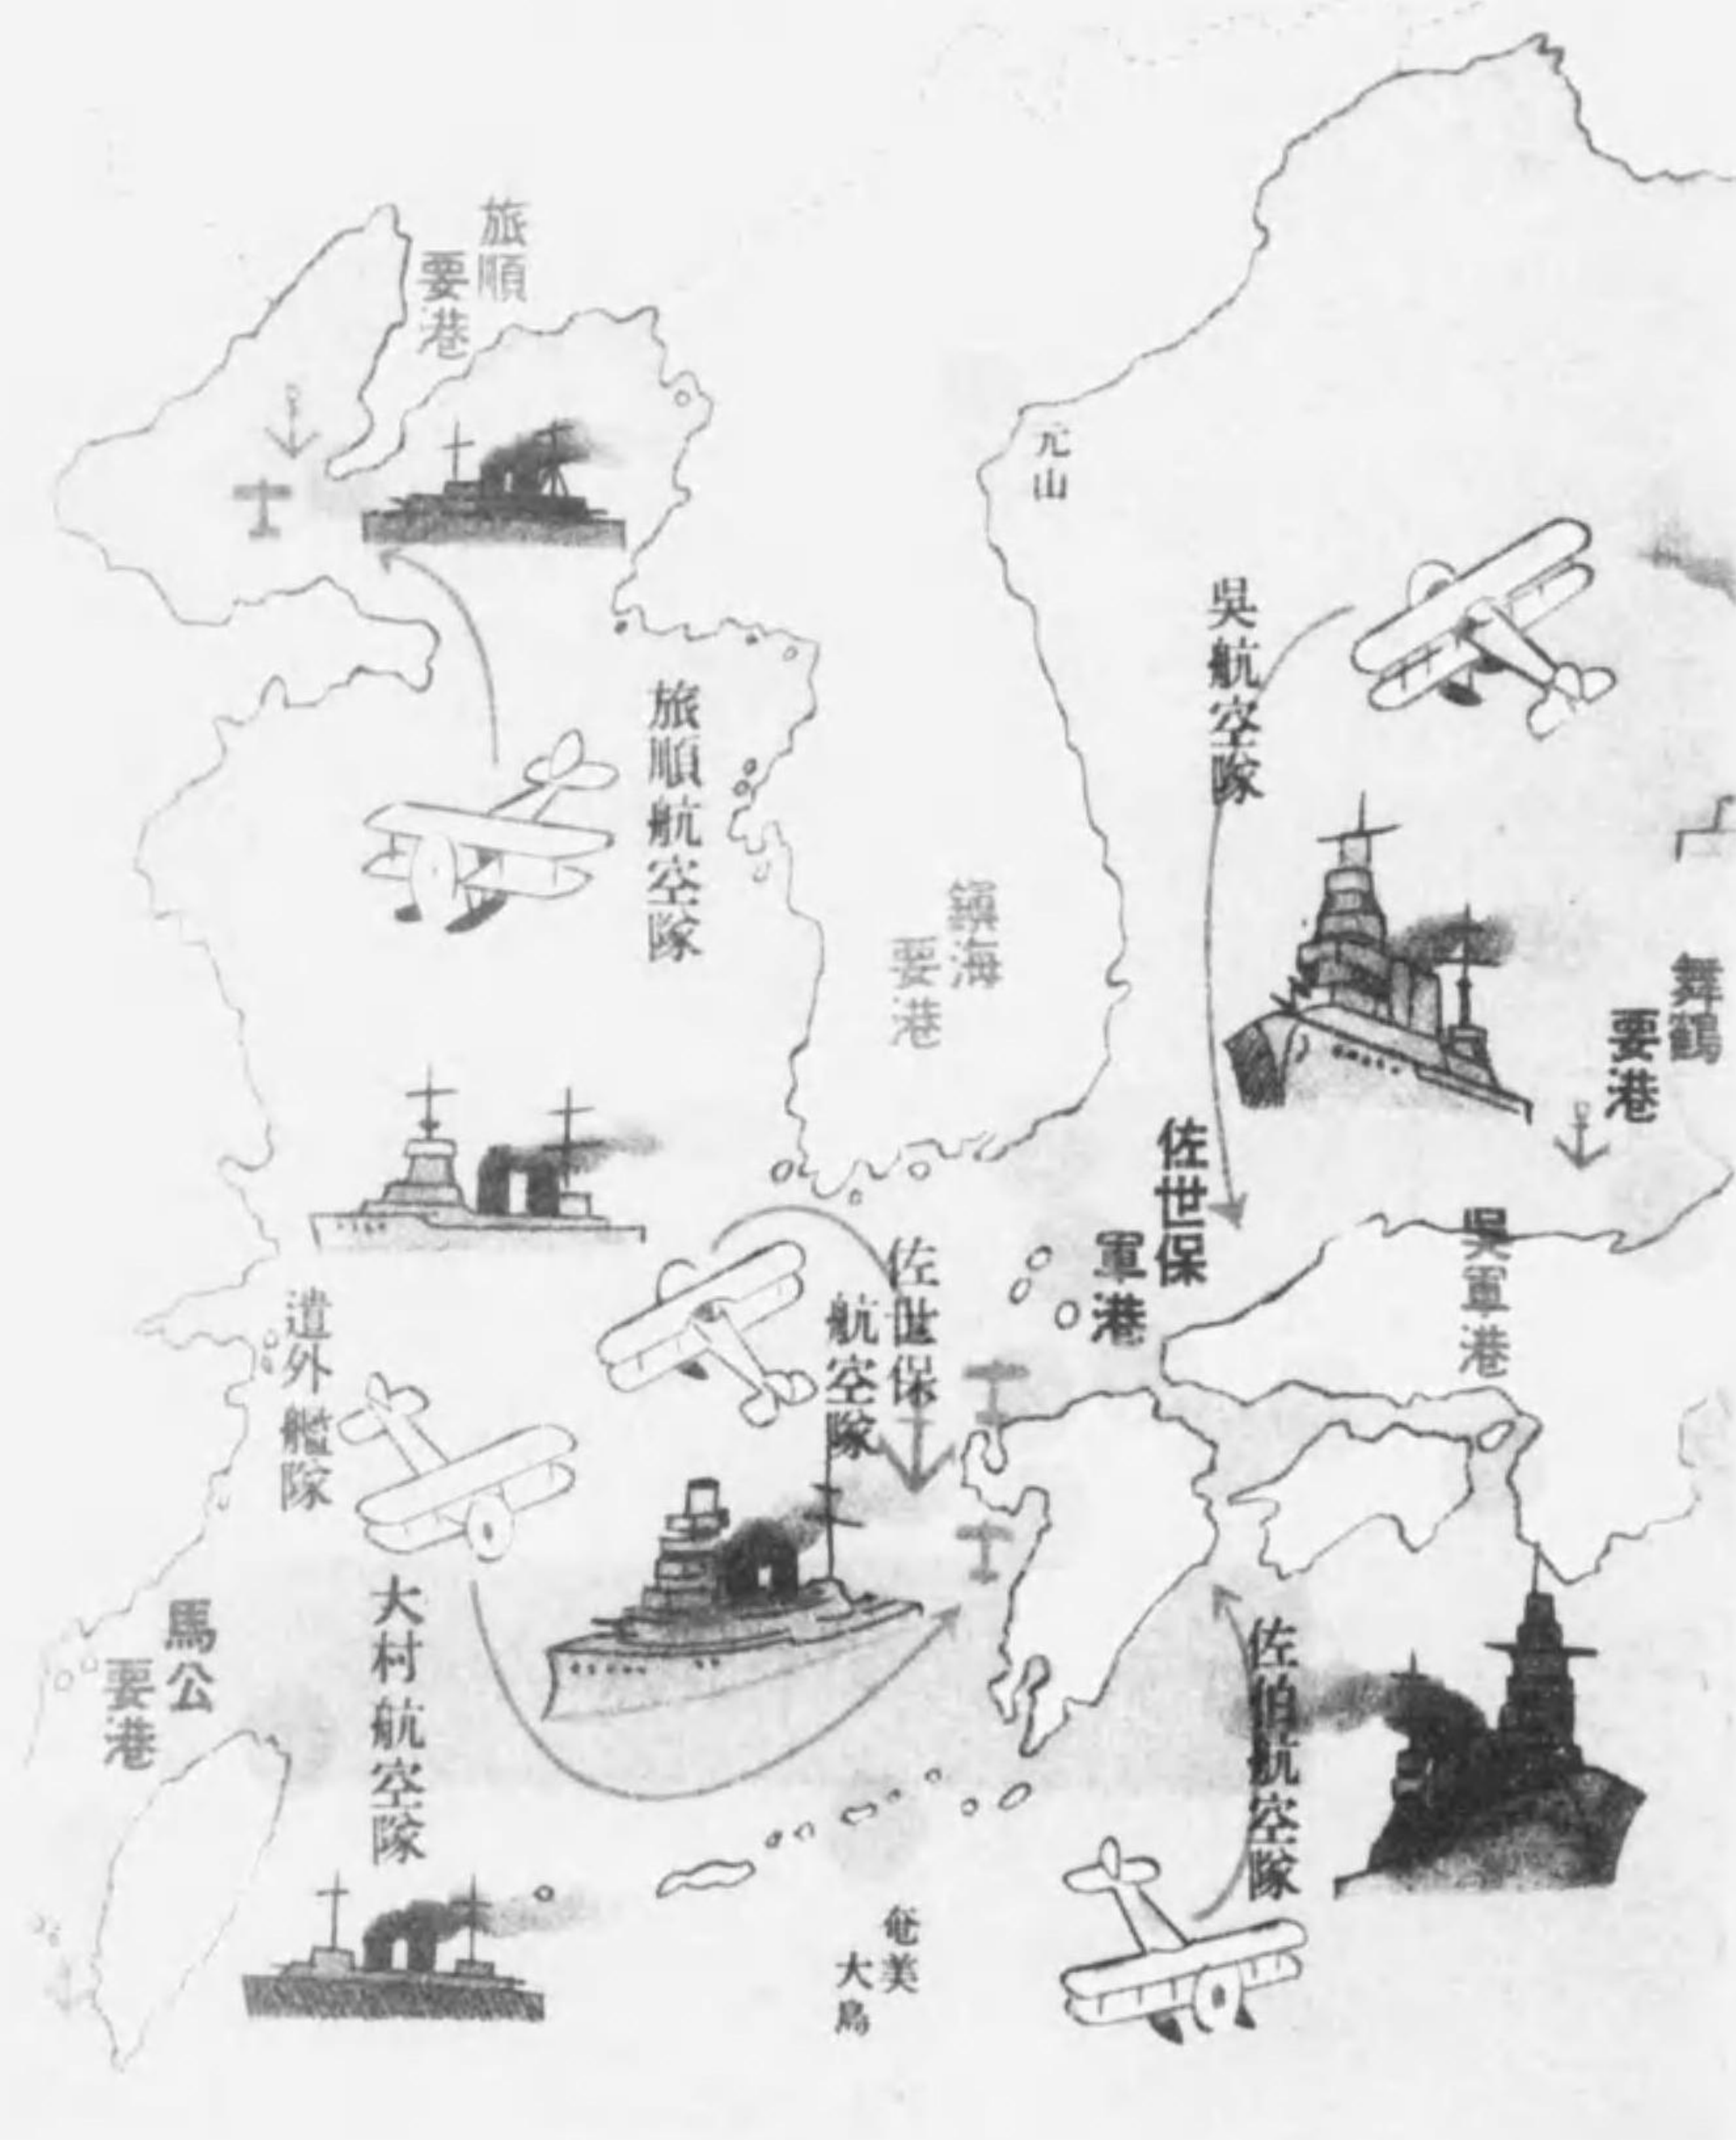 旅順
要港
元山
呉航空隊
旅順航空隊
鎮海
要港
舞鶴
要港
佐世保
軍港
呉軍港
佐世保
航空隊
遣外艦隊
大村航空隊
佐伯航空隊
馬公
要港
奄美
大島